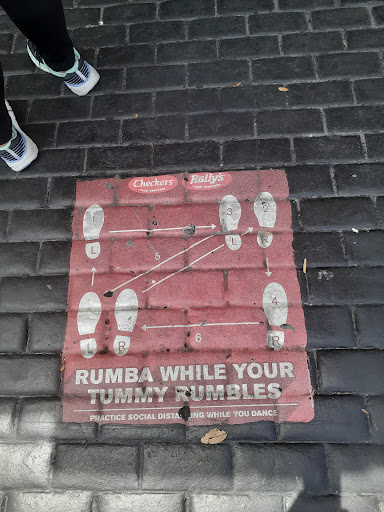 Checkers Rally's
1 3 2
L L R
5
4
L R R
6
RUMBA WHILE YOUR
TUMMY RUMBLES
PRACTICE SOCIAL DISTANCING WHILE YOU DANCE